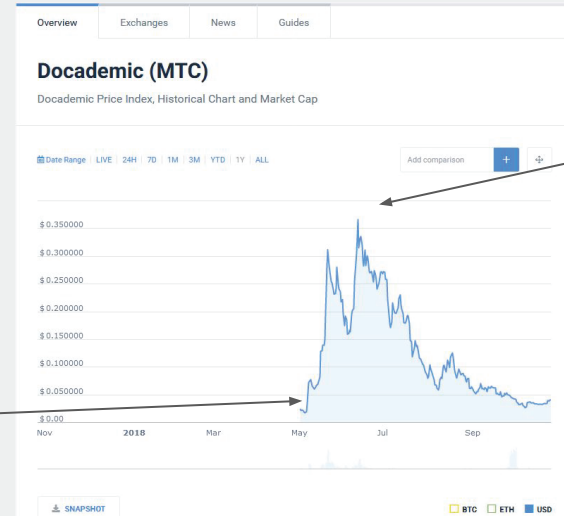 Overview Exchanges News Guides
Docademic (MTC)
Docademic Price Index, Historical Chart and Market Cap
Date Range LIVE 24H 7D 1M 3M YTD 1Y ALL Add comparison +
$ 0.350000
$ 0.300000
$ 0.250000
$ 0.200000
$ 0.150000
$ 0.100000
$ 0.050000
$ 0.00
Nov 2018 Mar May Jul Sep
SNAPSHOT BTC ETH USD